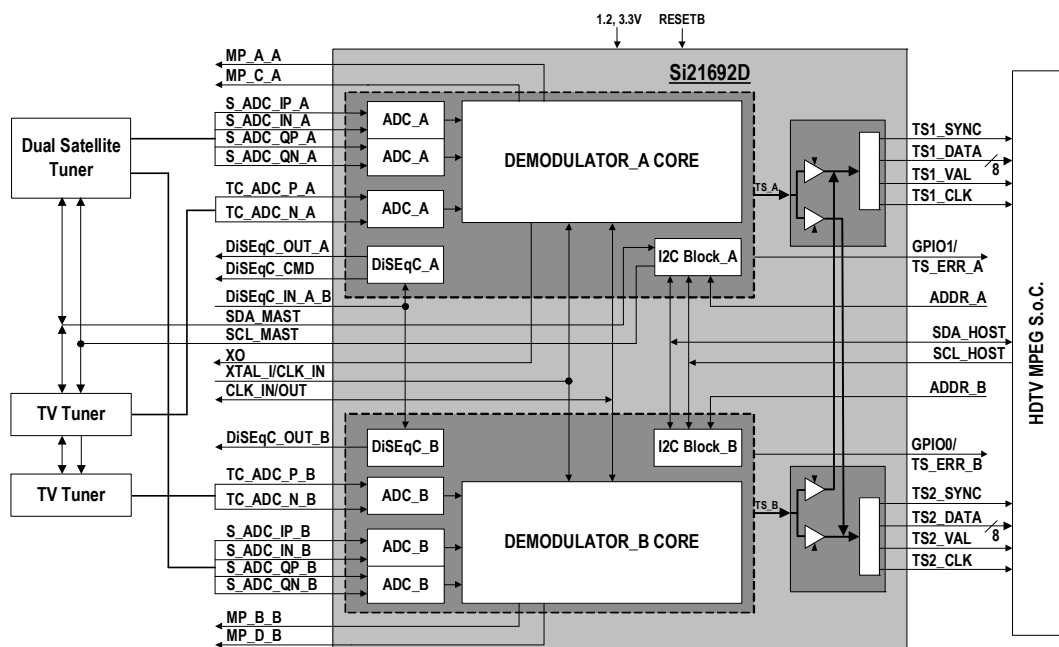 1.2, 3.3V
RESETB
Si21692D
MP_A_A
MP_C_A
S_ADC_IP_A
S_ADC_IN_A
S_ADC_QP_A
S_ADC_QN_A
TC_ADC_P_A
TC_ADC_N_A
DiSEqC_OUT_A
DiSEqC_CMD
DiSEqC_IN_A_B
SDA_MAST
SCL_MAST
XO
XTAL_I/CLK_IN
CLK_IN/OUT
DiSEqC_OUT_B
TC_ADC_P_B
TC_ADC_N_B
S_ADC_IP_B
S_ADC_IN_B
S_ADC_QP_B
S_ADC_QN_B
MP_B_B
MP_D_B
Dual Satellite
Tuner
TV Tuner
TV Tuner
ADC_A
ADC_A
ADC_A
DiSEqC_A
DEMODULATOR_A CORE
I2C Block_A
TS_A
DiSEqC_B
I2C Block_B
ADC_B
ADC_B
ADC_B
DEMODULATOR_B CORE
TS_B
TS1_SYNC
TS1_DATA
8
TS1_VAL
TS1_CLK
GPIO1/
TS_ERR_A
ADDR_A
SDA_HOST
SCL_HOST
ADDR_B
GPIO0/
TS_ERR_B
TS2_SYNC
TS2_DATA
8
TS2_VAL
TS2_CLK
HDTV MPEG S.o.C.